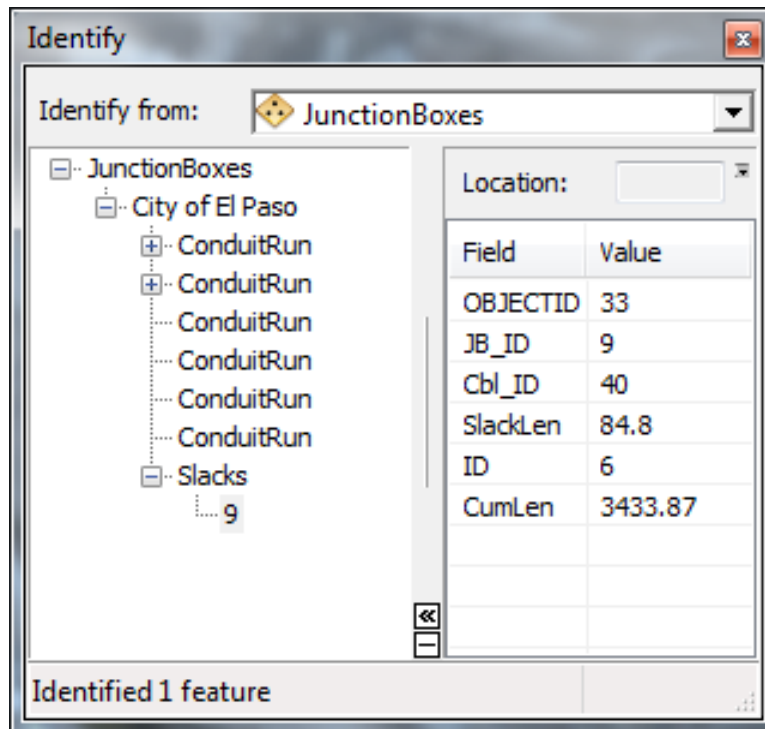 Identify
Identify from: JunctionBoxes
JunctionBoxes
City of El Paso
ConduitRun
ConduitRun
ConduitRun
ConduitRun
ConduitRun
ConduitRun
Slacks
9
Location:
Field Value
OBJECTID 33
JB_ID 9
Cbl_ID 40
SlackLen 84.8
ID 6
CumLen 3433.87
Identified 1 feature